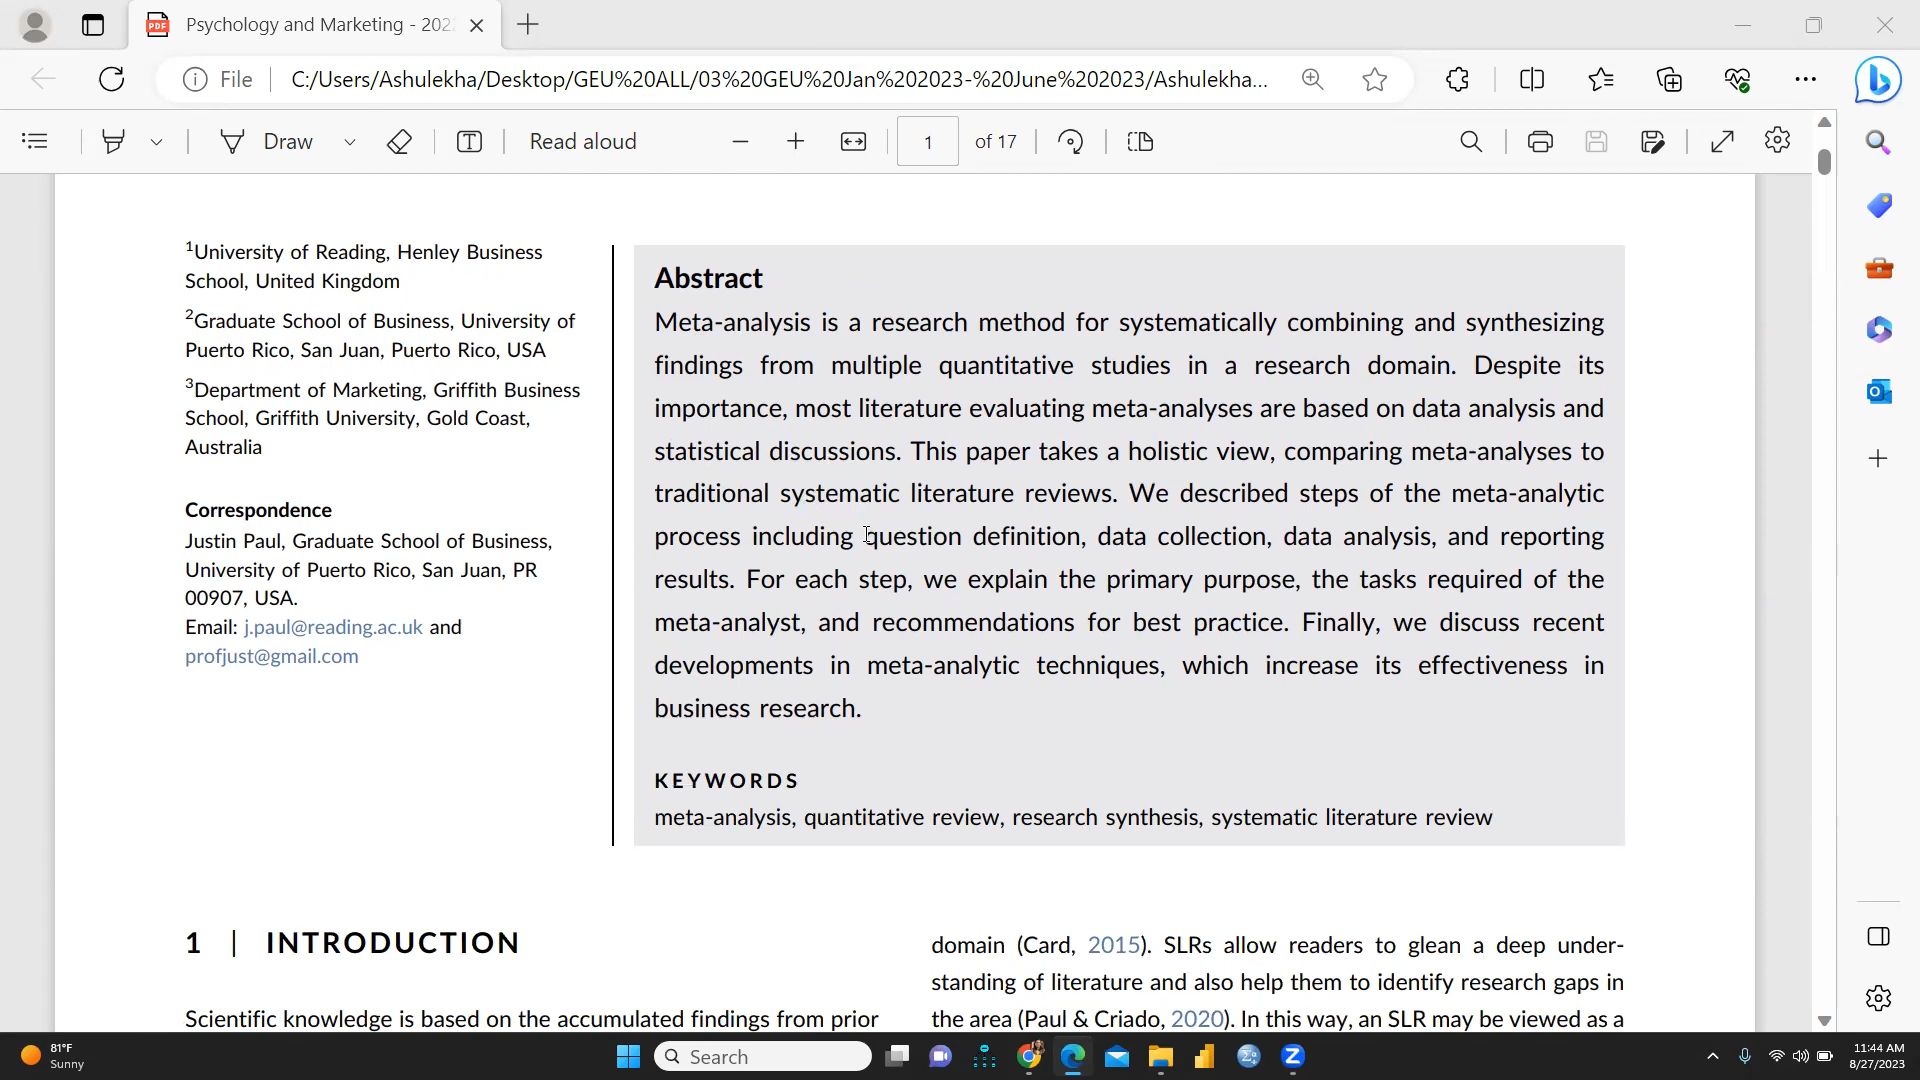 Psychology and Marketing - 202
File
C:/Users/Ashulekha/Desktop/GEU%20ALL/03%20GEU%20Jan%202023-%20June%202023/Ashulekha...
Draw
Read aloud
1 of 17
1University of Reading, Henley Business
School, United Kingdom
2Graduate School of Business, University of
Puerto Rico, San Juan, Puerto Rico, USA
3Department of Marketing, Griffith Business
School, Griffith University, Gold Coast,
Australia
Correspondence
Justin Paul, Graduate School of Business,
University of Puerto Rico, San Juan, PR
00907, USA.
Email: j.paul@reading.ac.uk and
profjust@gmail.com
Abstract
Meta-analysis is a research method for systematically combining and synthesizing
findings from multiple quantitative studies in a research domain. Despite its
importance, most literature evaluating meta-analyses are based on data analysis and
statistical discussions. This paper takes a holistic view, comparing meta-analyses to
traditional systematic literature reviews. We described steps of the meta-analytic
process including question definition, data collection, data analysis, and reporting
results. For each step, we explain the primary purpose, the tasks required of the
meta-analyst, and recommendations for best practice. Finally, we discuss recent
developments in meta-analytic techniques, which increase its effectiveness in
business research.
KEYWORDS
meta-analysis, quantitative review, research synthesis, systematic literature review
1 | INTRODUCTION
Scientific knowledge is based on the accumulated findings from prior
domain (Card, 2015). SLRs allow readers to glean a deep under-
standing of literature and also help them to identify research gaps in
the area (Paul & Criado, 2020). In this way, an SLR may be viewed as a
81°F
Sunny
Search
11:44 AM
8/27/2023